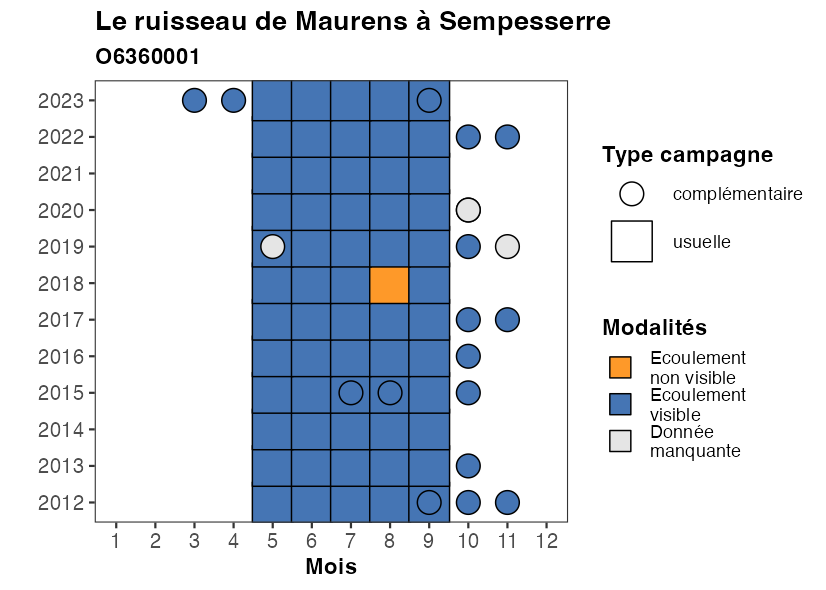 Le ruisseau de Maurens à Sempesserre
O6360001
2023
2022
2021
2020
2019
2018
2017
2016
2015
2014
2013
2012
1 2 3 4 5 6 7 8 9 10 11 12
Mois
Type campagne
complémentaire
usuelle
Modalités
Ecoulement
non visible
Ecoulement
visible
Donnée
manquante